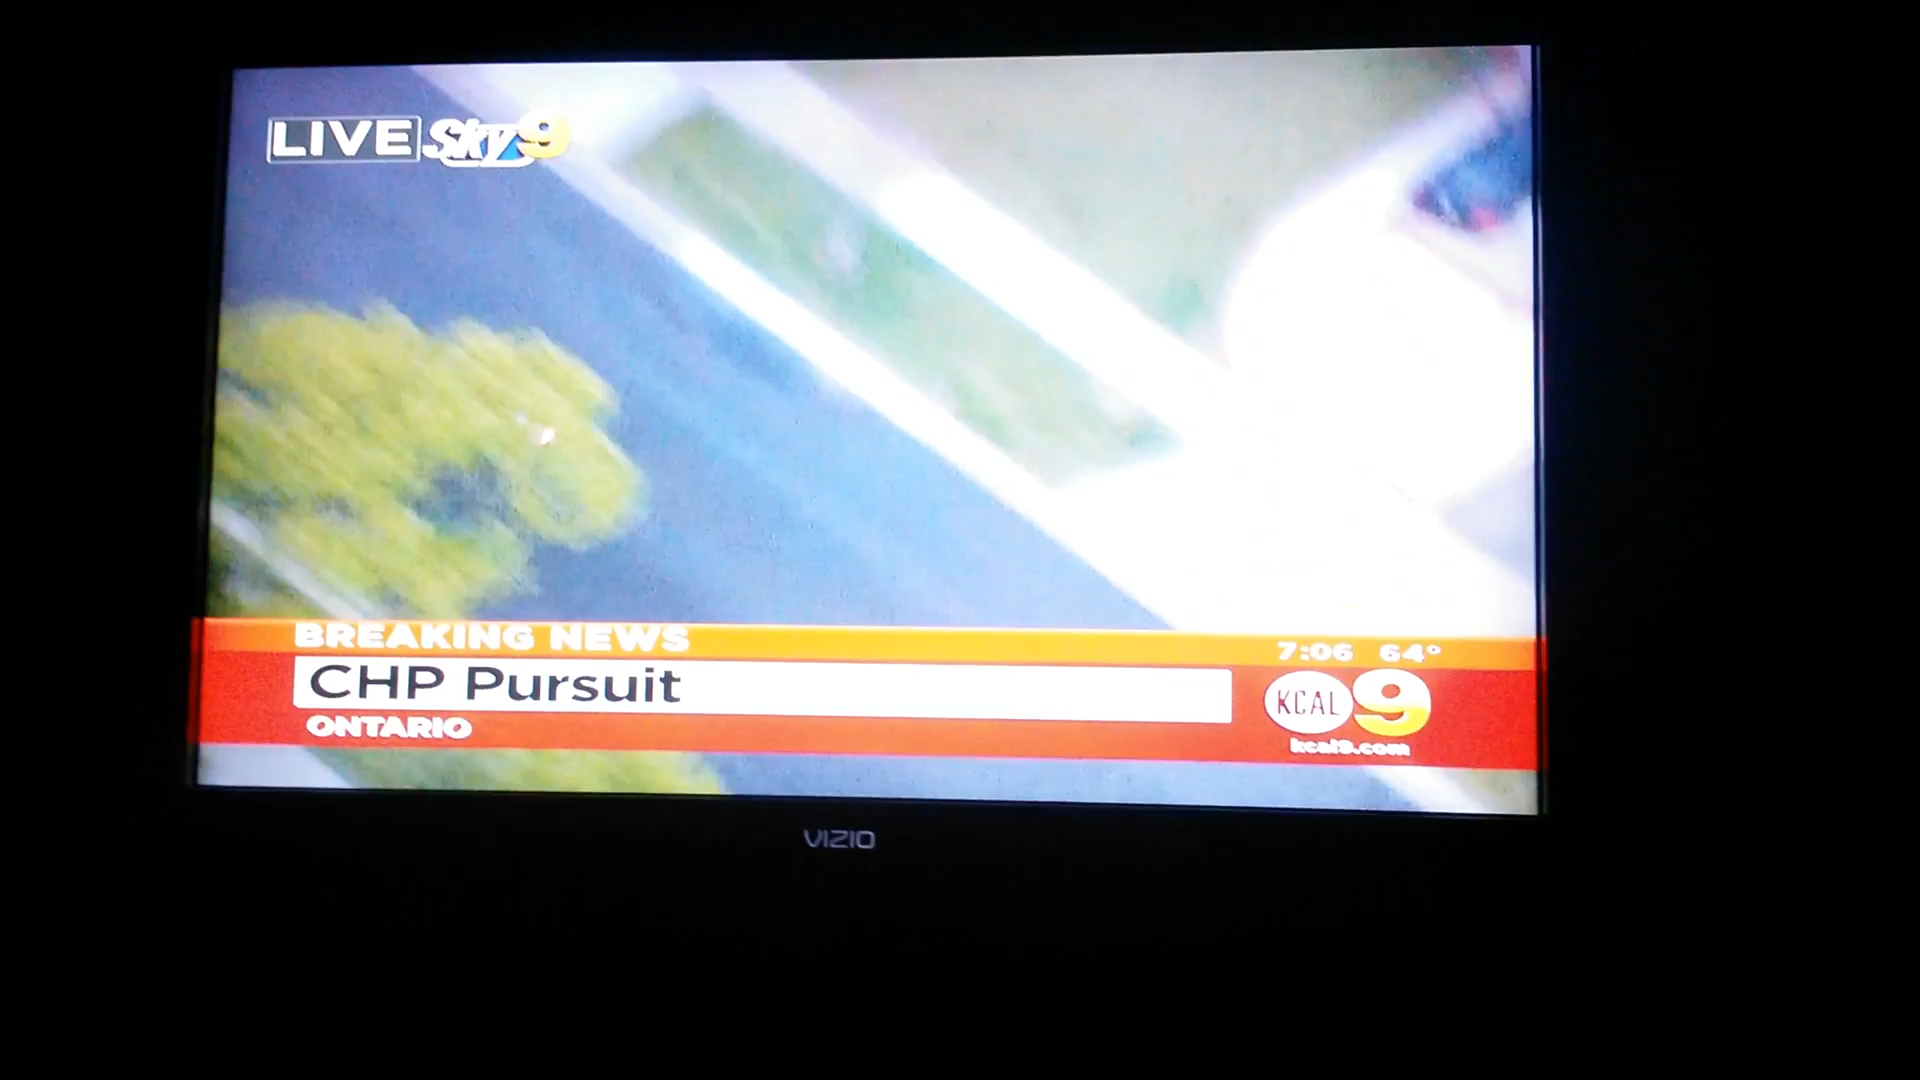 LIVE Sky9
BREAKING NEWS
7:06 64°
CHP Pursuit
KCAL 9
ONTARIO
kcal9.com
VIZIO